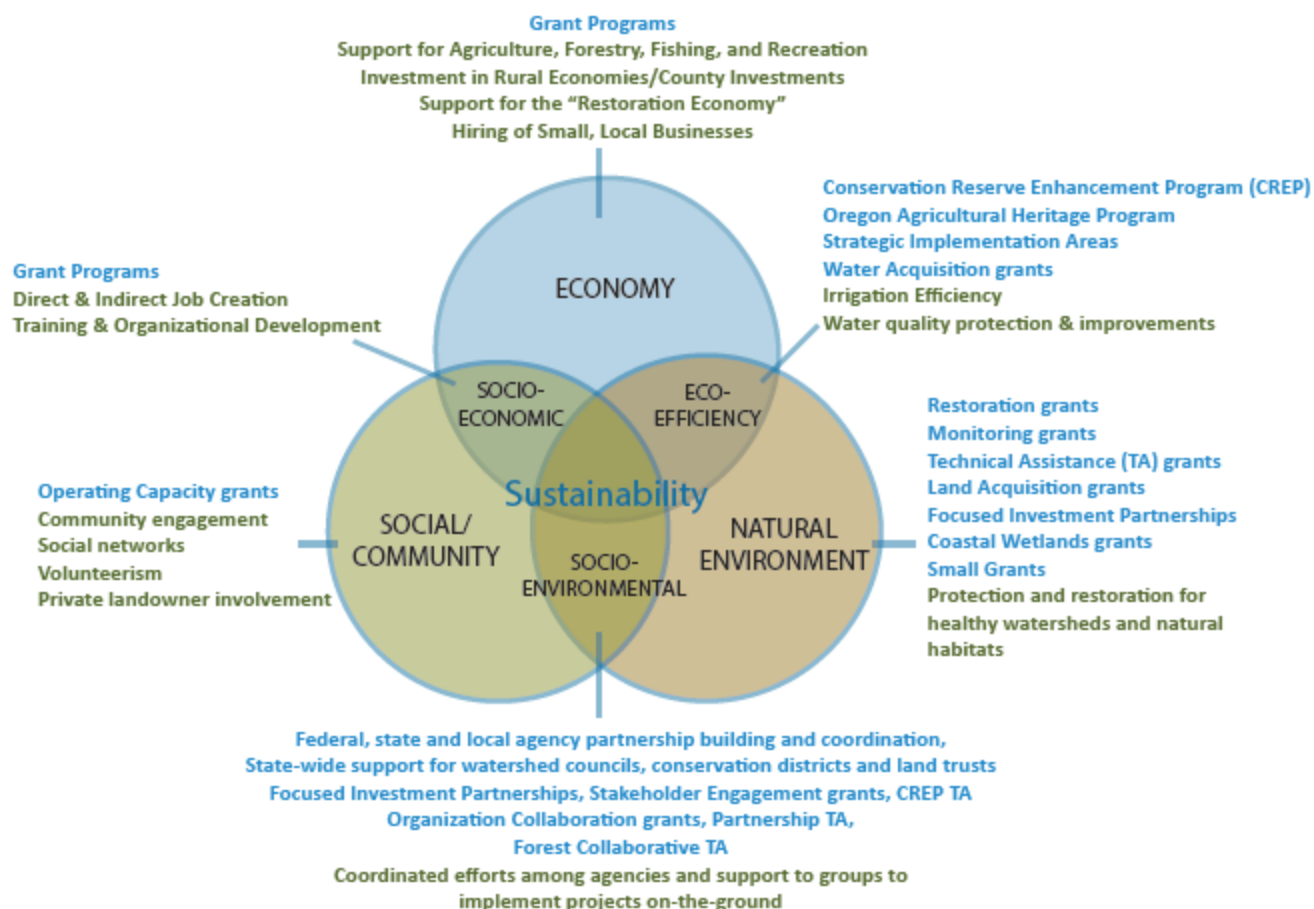 Grant Programs
Support for Agriculture, Forestry, Fishing, and Recreation
Investment in Rural Economies/County Investments
Support for the “Restoration Economy”
Hiring of Small, Local Businesses
Conservation Reserve Enhancement Program (CREP)
Oregon Agricultural Heritage Program
Strategic Implementation Areas
Water Acquisition grants
Irrigation Efficiency
Water quality protection & improvements
Grant Programs
Direct & Indirect Job Creation
Training & Organizational Development
ECONOMY
SOCIO-
ECONOMIC
ECO-
EFFICIENCY
Restoration grants
Monitoring grants
Technical Assistance (TA) grants
Land Acquisition grants
Focused Investment Partnerships
Coastal Wetlands grants
Small Grants
Protection and restoration for
healthy watersheds and natural
habitats
Operating Capacity grants
Community engagement
Social networks
Volunteerism
Private landowner involvement
Sustainability
SOCIAL/
COMMUNITY
NATURAL
ENVIRONMENT
SOCIO-
ENVIRONMENTAL
Federal, state and local agency partnership building and coordination,
State-wide support for watershed councils, conservation districts and land trusts
Focused Investment Partnerships, Stakeholder Engagement grants, CREP TA
Organization Collaboration grants, Partnership TA,
Forest Collaborative TA
Coordinated efforts among agencies and support to groups to
implement projects on-the-ground